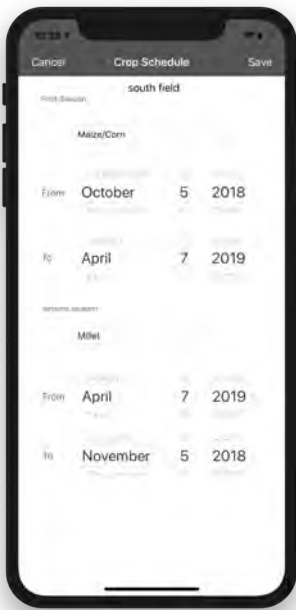 Cancel Crop Schedule Save
south field
First Season
Maize/Corn
From October 5 2018
To April 7 2019
Second Season
Millet
From April 7 2019
To November 5 2018